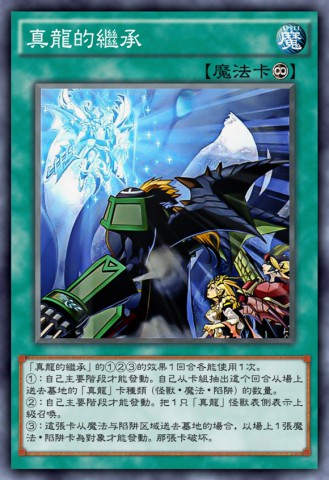 真龍的繼承
魔
【魔法卡】
「真龍的繼承」的①②③的效果1回合各能使用1次。
①：自己主要階段才能發動。自己從卡組抽出這個回合從場上
送去墓地的「真龍」卡種類（怪獸・魔法・陷阱）的數量。
②：自己主要階段才能發動。把1只「真龍」怪獸表側表示上
級召喚。
③：這張卡從魔法與陷阱區域送去墓地的場合，以場上1張魔
法・陷阱卡為對象才能發動。那張卡破壞。